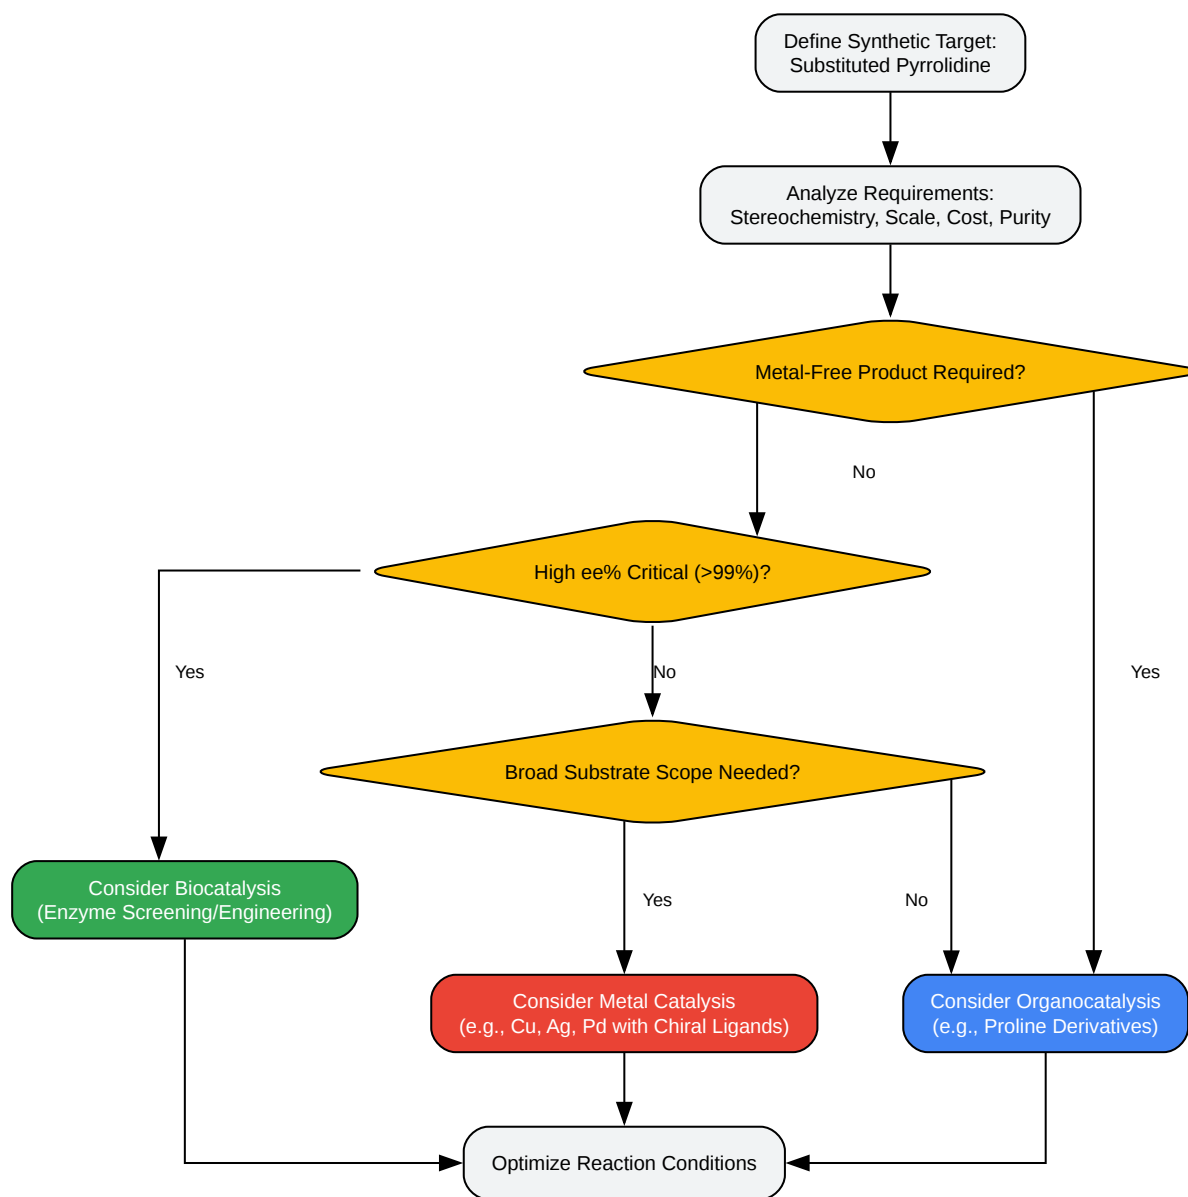 Define Synthetic Target:
Substituted Pyrrolidine
Analyze Requirements:
Stereochemistry, Scale, Cost, Purity
Metal-Free Product Required?
No
High ee% Critical (>99%)?
Yes
No
Yes
Broad Substrate Scope Needed?
Consider Biocatalysis
(Enzyme Screening/Engineering)
Yes
No
Consider Metal Catalysis
(e.g., Cu, Ag, Pd with Chiral Ligands)
Consider Organocatalysis
(e.g., Proline Derivatives)
Optimize Reaction Conditions